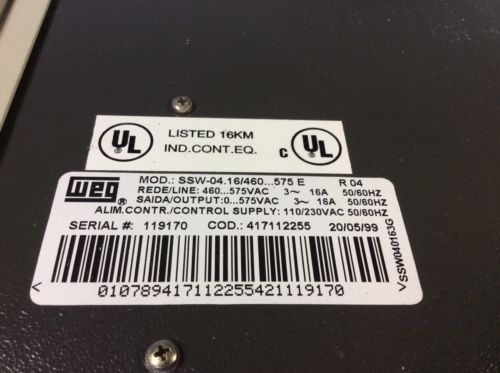 UL ®
LISTED 16KM
IND.CONT.EQ.
C UL ®
WEG ®
MOD.: SSW-04.16/460...575 E R 04
REDE/LINE: 460...575VAC 3~ 16A 50/60HZ
SAIDA/OUTPUT:0...575VAC 3~ 16A 50/60HZ
ALIM.CONTR./CONTROL SUPPLY: 110/230VAC 50/60HZ
SERIAL #: 119170 COD.: 417112255 20/05/99
< 010789417112255421119170 >
SSW040163G